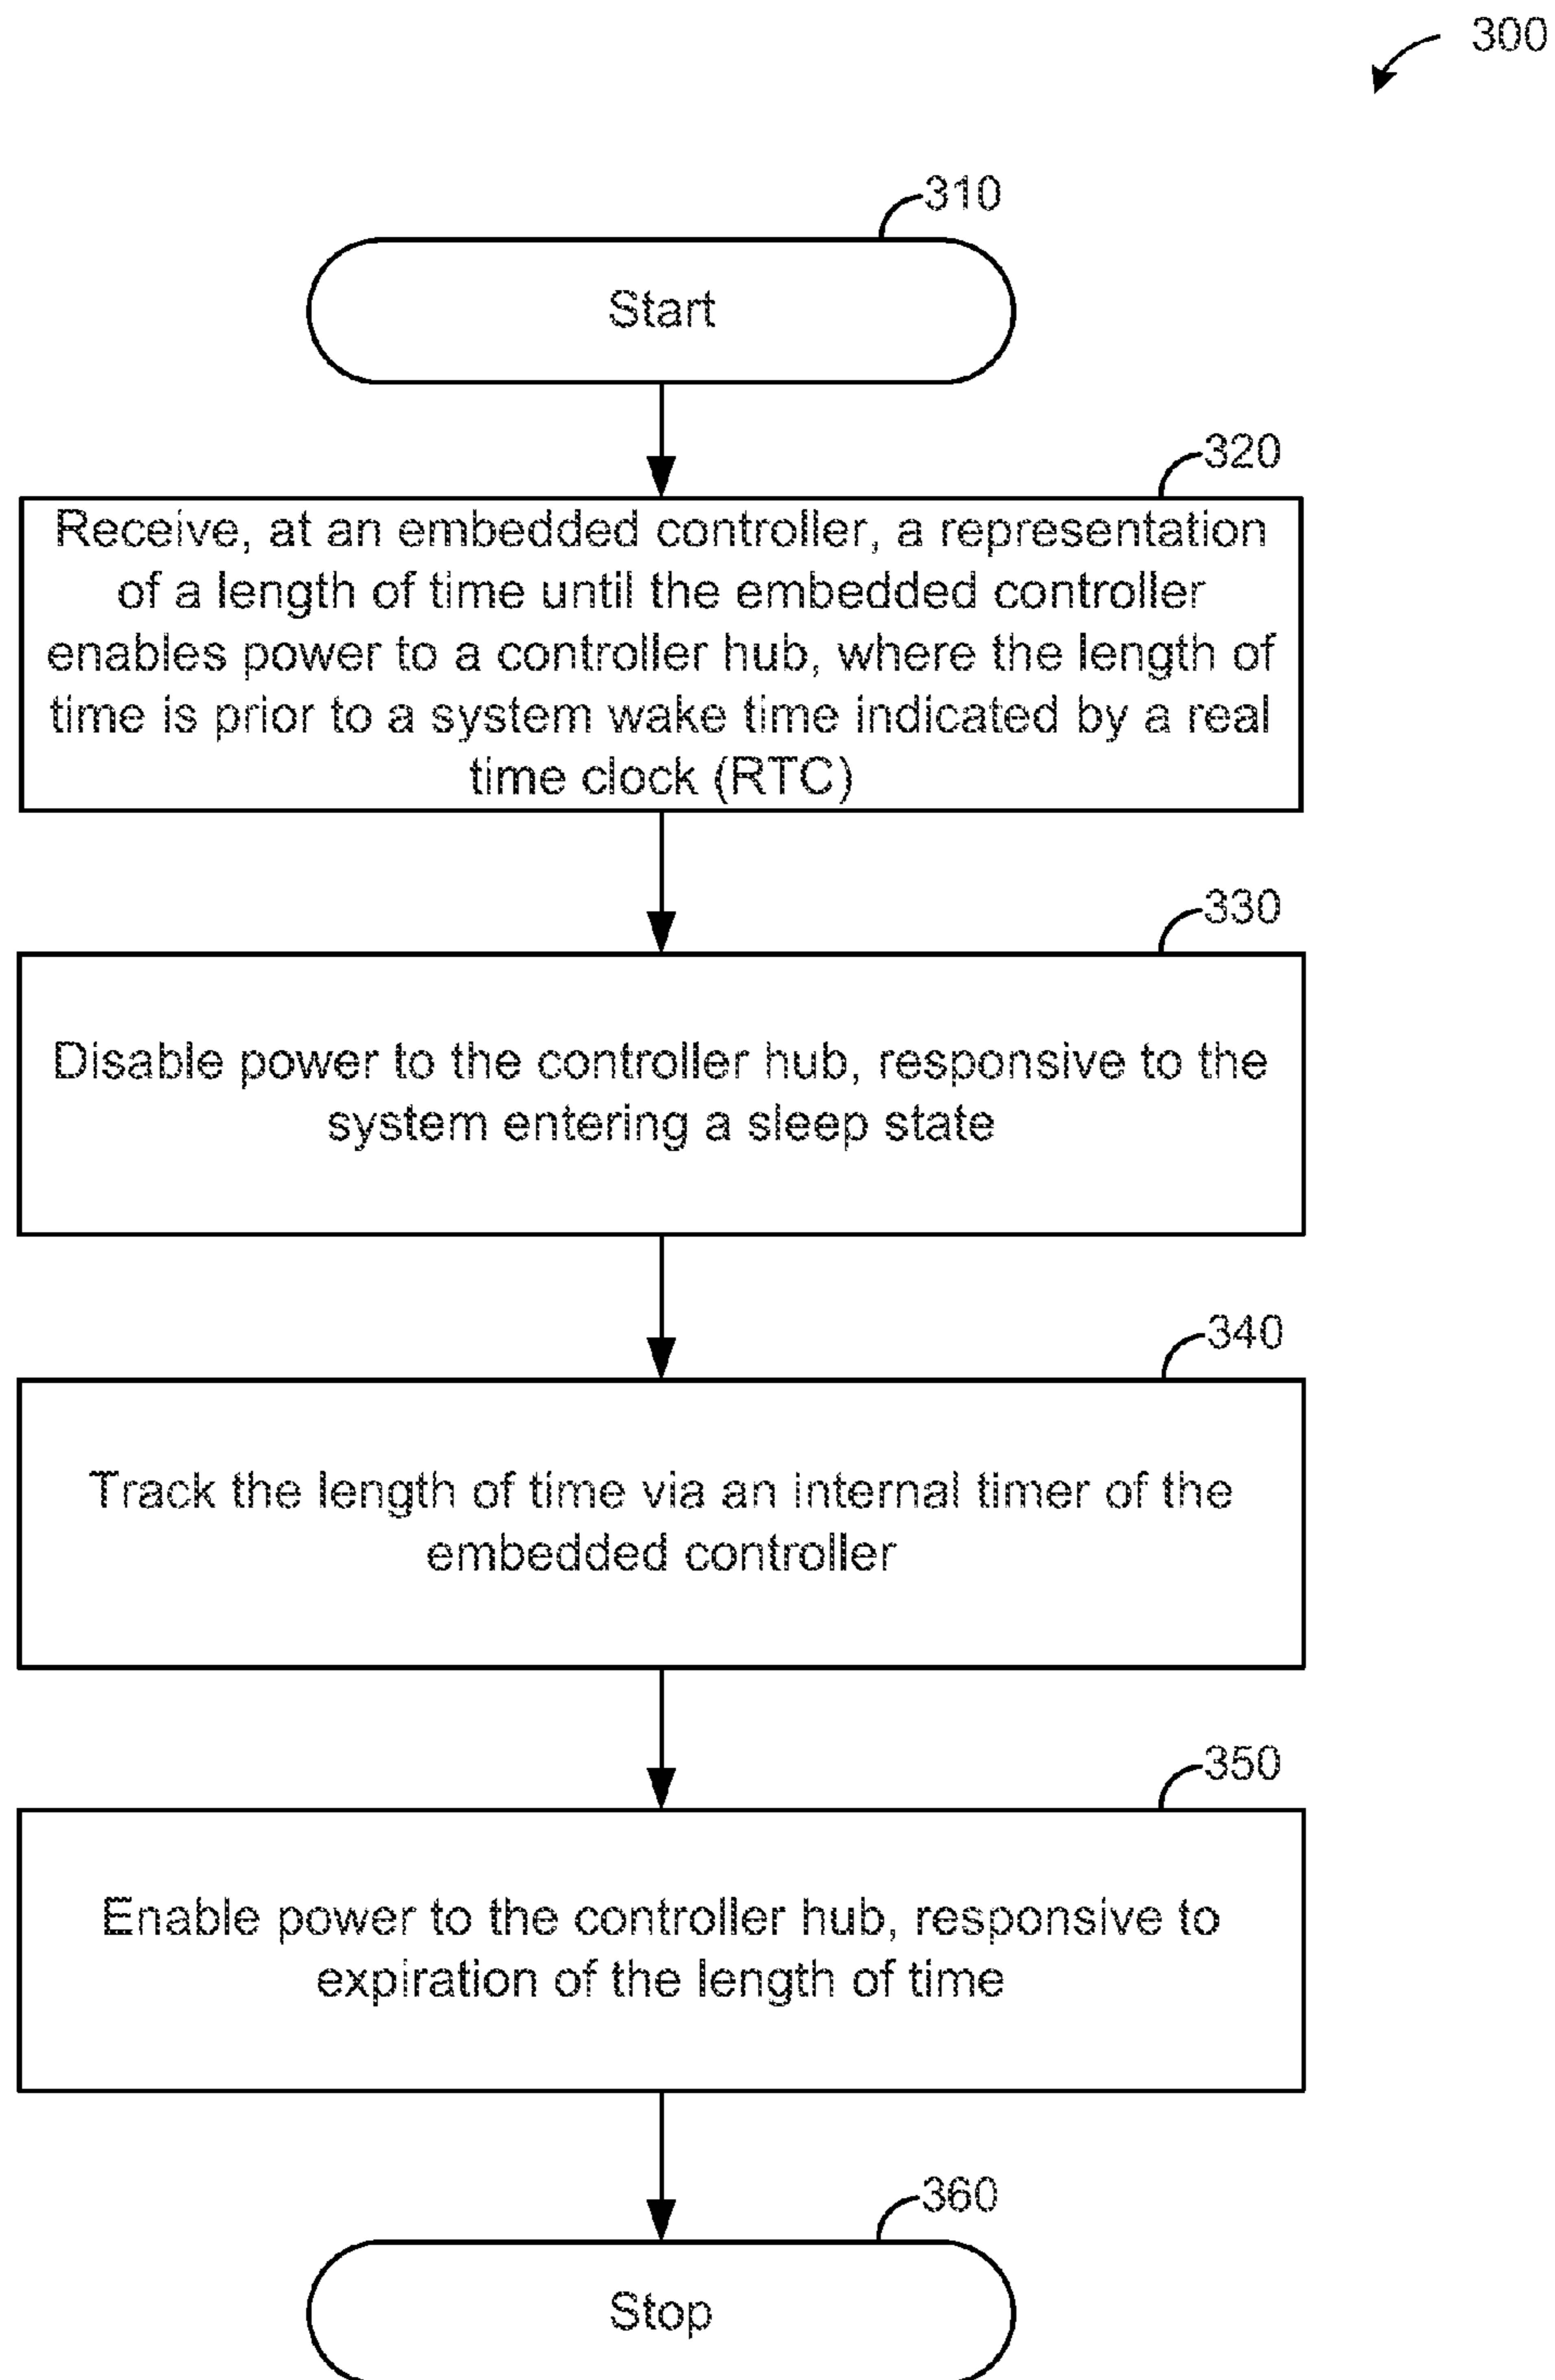 300
310
Start
320
Receive, at an embedded controller, a representation
of a length of time until the embedded controller
enables power to a controller hub, where the length of
time is prior to a system wake time indicated by a real
time clock (RTC)
330
Disable power to the controller hub, responsive to the
system entering a sleep state
340
Track the length of time via an internal timer of the
embedded controller
350
Enable power to the controller hub, responsive to
expiration of the length of time
360
Stop